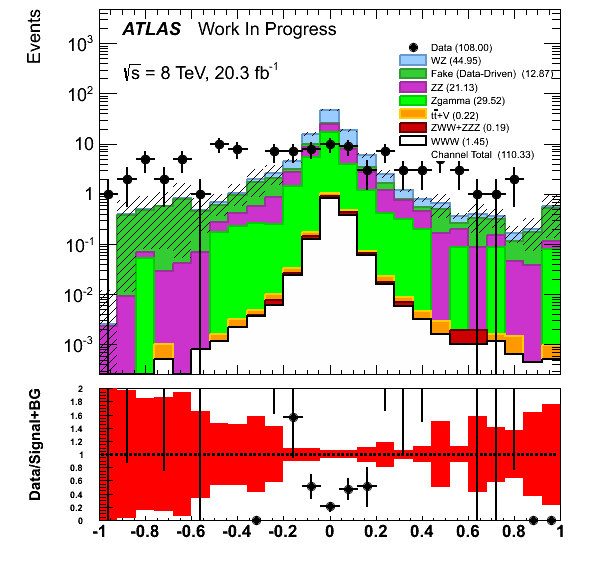 ATLAS Work In Progress
√s = 8 TeV, 20.3 fb⁻¹
Events
10³
10²
10
1
10⁻¹
10⁻²
10⁻³
Data (108.00)
WZ (44.95)
Fake (Data-Driven) (12.87)
ZZ (21.13)
Zgamma (29.52)
tt̄+V (0.22)
ZWW+ZZZ (0.19)
WWW (1.45)
Channel Total (110.33)
Data/Signal+BG
2
1.8
1.6
1.4
1.2
1
0.8
0.6
0.4
0.2
0
-1 -0.8 -0.6 -0.4 -0.2 0 0.2 0.4 0.6 0.8 1